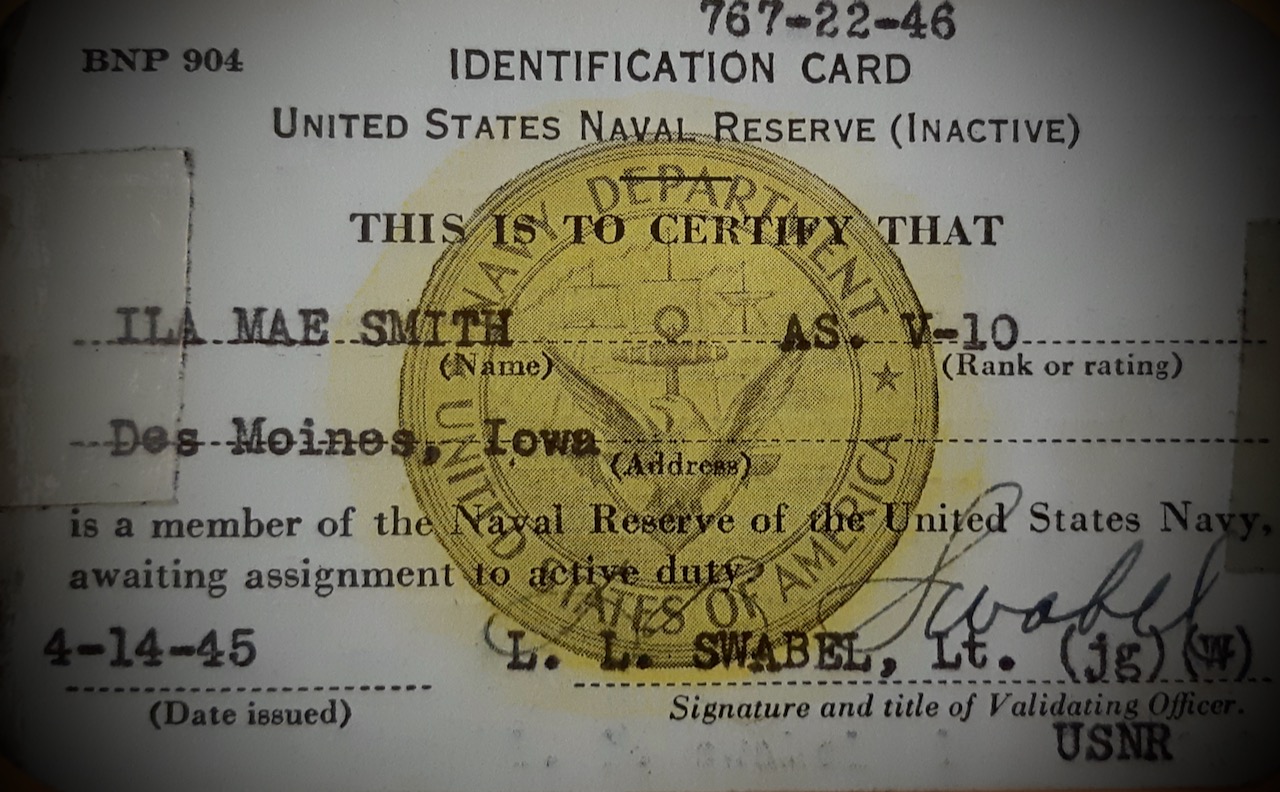 767-22-46
BNP 904
IDENTIFICATION CARD
UNITED STATES NAVAL RESERVE (INACTIVE)
THIS IS TO CERTIFY THAT
ILA MAE SMITH AS. V-10
(Name) (Rank or rating)
Des Moines, Iowa
(Address)
is a member of the Naval Reserve of the United States Navy,
awaiting assignment to active duty.
Swabel
4-14-45 L. L. SWABEL, Lt. (jg) (W)
(Date issued) Signature and title of Validating Officer.
USNR
NAVY DEPARTMENT
UNITED STATES OF AMERICA